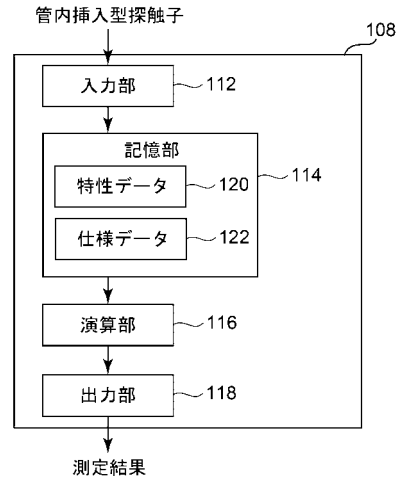 管内挿入型探触子
108
入力部 112
記憶部
特性データ 120
114
仕様データ 122
演算部 116
出力部 118
測定結果